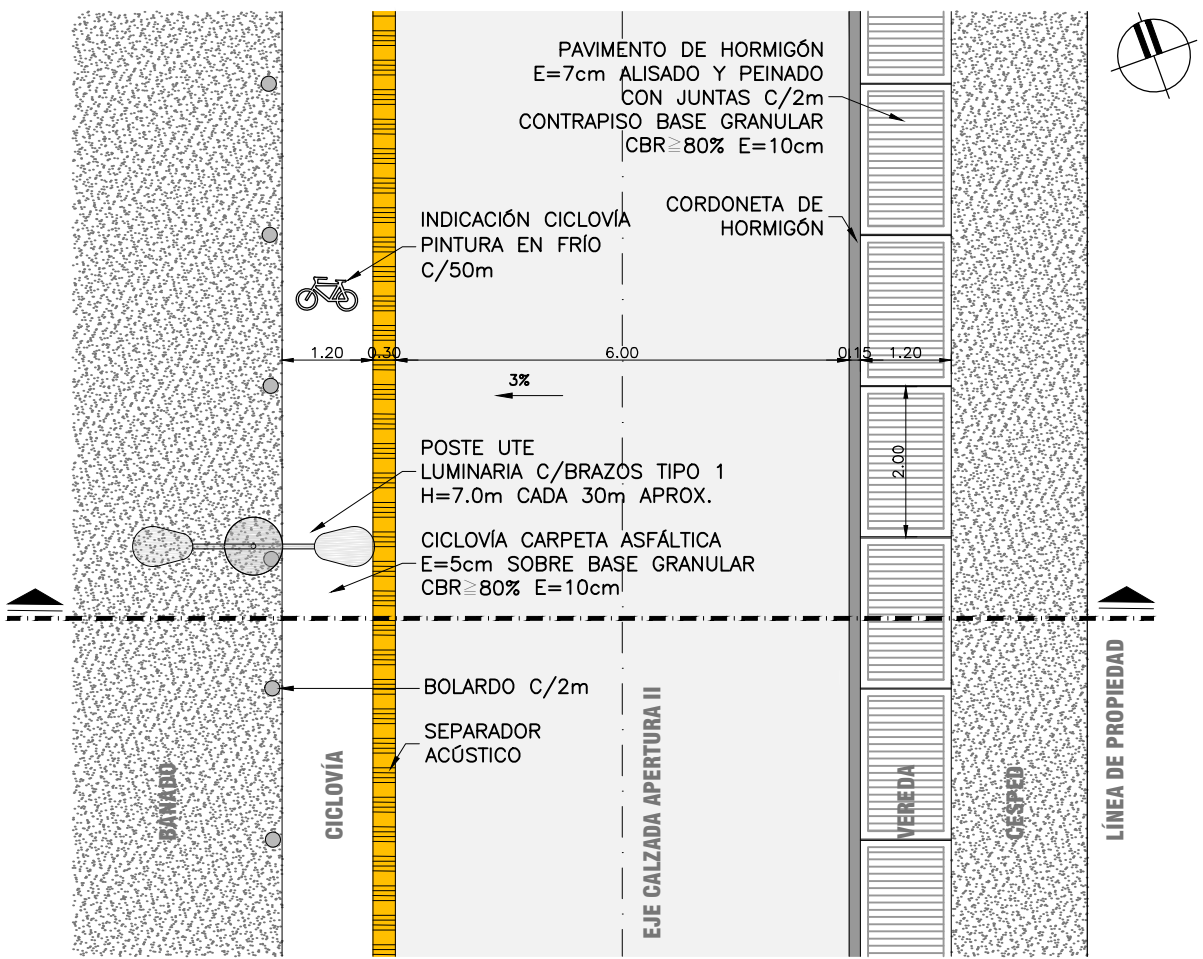 PAVIMENTO DE HORMIGÓN
E=7cm ALISADO Y PEINADO
CON JUNTAS C/2m
CONTRAPISO BASE GRANULAR
CBR≧80% E=10cm
CORDONETA DE
HORMIGÓN
INDICACIÓN CICLOVÍA
PINTURA EN FRÍO
C/50m
1.20
0.30
6.00
0.15
1.20
3%
2.00
POSTE UTE
LUMINARIA C/BRAZOS TIPO 1
H=7.0m CADA 30m APROX.
CICLOVÍA CARPETA ASFÁLTICA
E=5cm SOBRE BASE GRANULAR
CBR≧80% E=10cm
BOLARDO C/2m
SEPARADOR
ACÚSTICO
BAÑADO
CICLOVÍA
EJE CALZADA APERTURA II
VEREDA
CESPED
LÍNEA DE PROPIEDAD